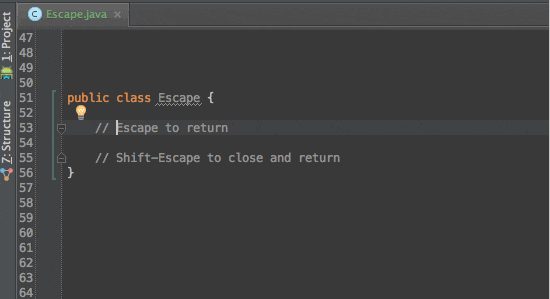 Escape.java
1: Project
7: Structure
47
48
49
50
51 public class Escape {
52
53 // Escape to return
54
55 // Shift-Escape to close and return
56 }
57
58
59
60
61
62
63
64